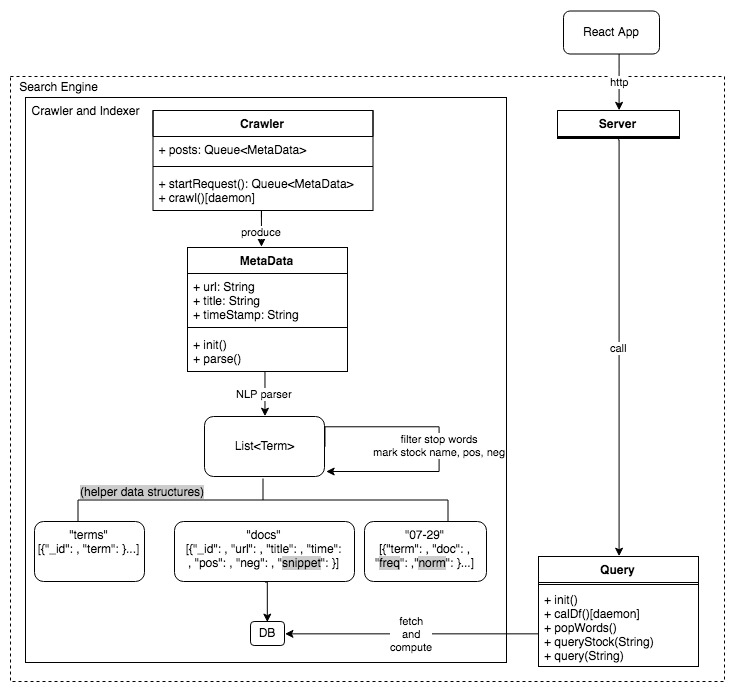 React App
http
Search Engine
Crawler and Indexer
Crawler
+ posts: Queue<MetaData>
+ startRequest(): Queue<MetaData>
+ crawl()[daemon]
Server
produce
MetaData
+ url: String
+ title: String
+ timeStamp: String
+ init()
+ parse()
call
NLP parser
List<Term>
filter stop words
mark stock name, pos, neg
(helper data structures)
"terms"
[{"_id": , "term": }...]
"docs"
[{"_id": , "url": , "title": , "time":
, "pos": , "neg": , "snippet": }]
"07-29"
[{"term": , "doc": ,
"freq": ,"norm": }...]
DB
fetch
and
compute
Query
+ init()
+ calDf()[daemon]
+ popWords()
+ queryStock(String)
+ query(String)